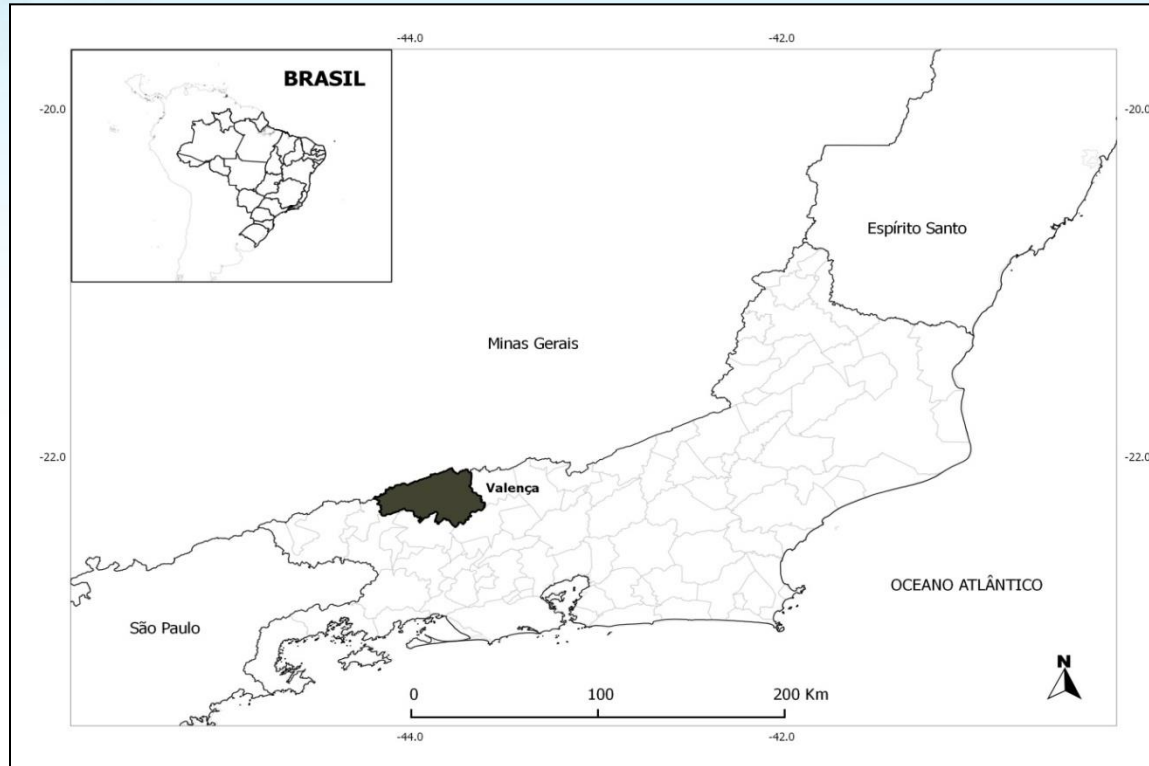 -44.0
-42.0
BRASIL
-20.0
-20.0
Espírito Santo
Minas Gerais
-22.0
-22.0
Valença
OCEANO ATLÂNTICO
São Paulo
N
0 100 200 Km
-44.0
-42.0